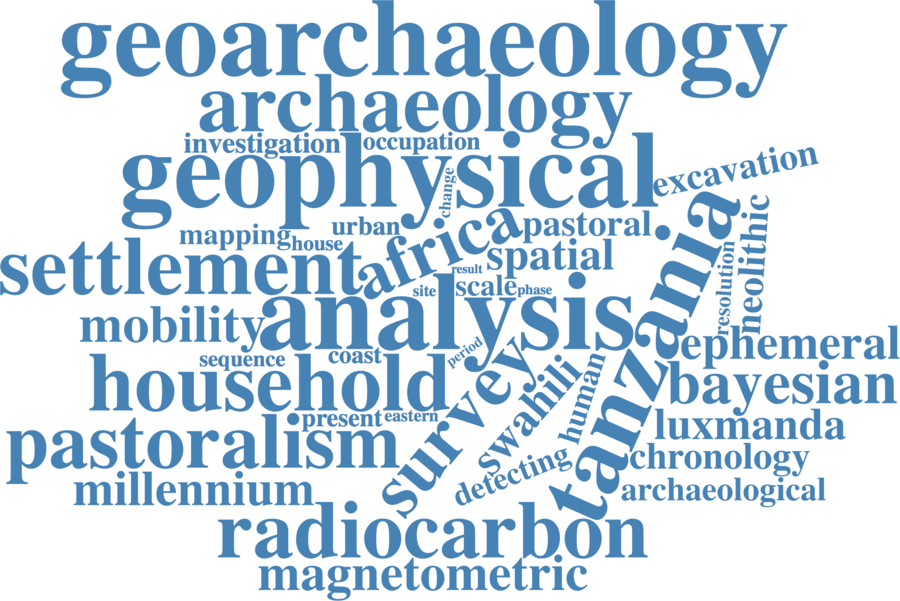 geoarchaeology
archaeology
investigation
occupation
geophysical
excavation
change
mapping
house
urban
africa
pastoral
tanzania
neolithic
settlement
result
spatial
resolution
site
scale
phase
mobility
analysis
ephemeral
sequence
coast
period
household
survey
swahili
human
bayesian
present
eastern
luxmanda
pastoralism
detecting
chronology
millennium
archaeological
radiocarbon
magnetometric